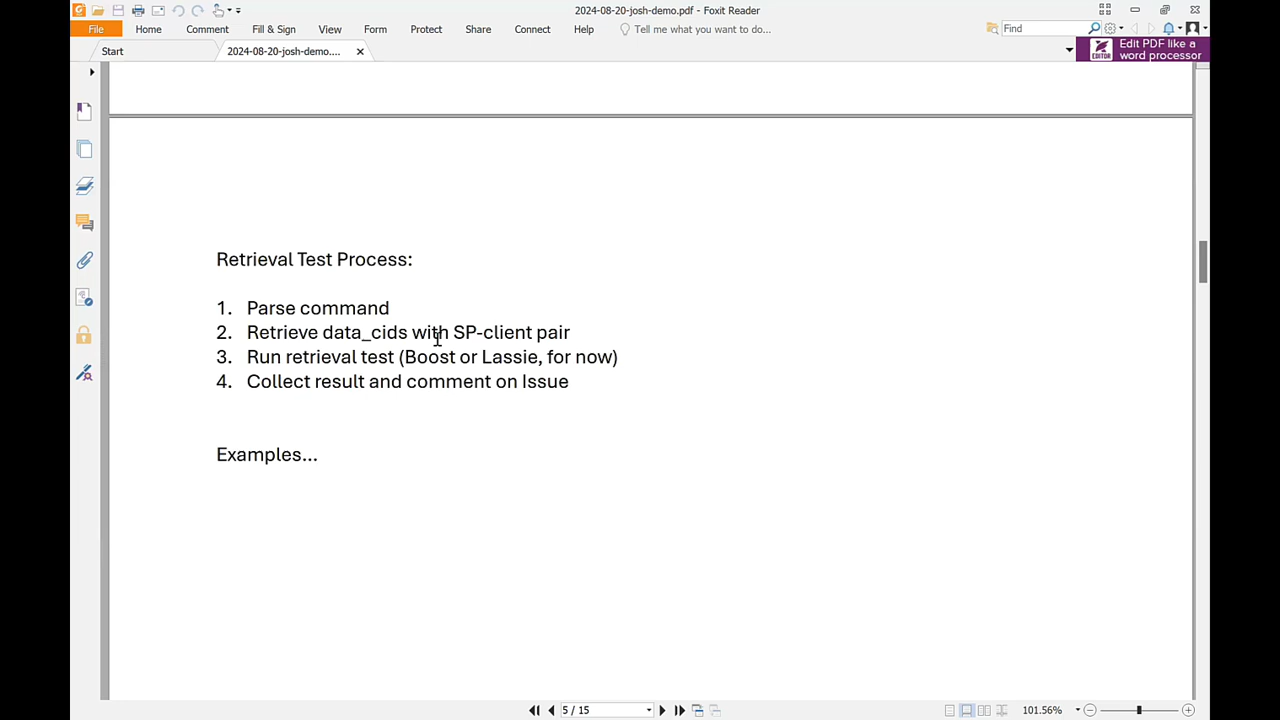 2024-08-20-josh-demo.pdf - Foxit Reader
File Home Comment Fill & Sign View Form Protect Share Connect Help Tell me what you want to do... Find
Start 2024-08-20-josh-demo....
Edit PDF like a
word processor
EDITOR
Retrieval Test Process:
1. Parse command
2. Retrieve data_cids with SP-client pair
3. Run retrieval test (Boost or Lassie, for now)
4. Collect result and comment on Issue
Examples...
5 / 15
101.56%